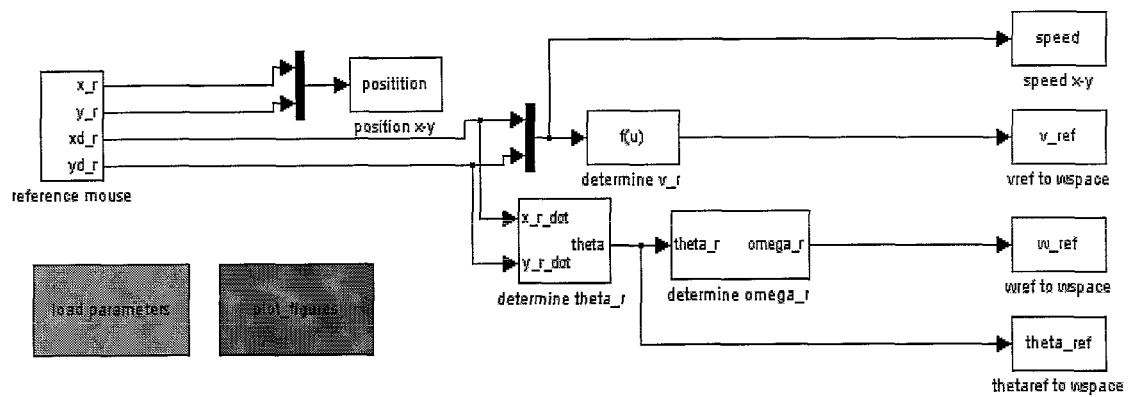 speed
speed x-y
x_r
y_r
xd_r
yd_r
reference mouse
positition
position x-y
f(u)
determine v_r
v_ref
vref to wspace
x_r_dot
theta
y_r_dot
determine theta_r
theta_r omega_r
determine omega_r
w_ref
wref to wspace
load parameters
plot_figures
theta_ref
thetaref to wspace